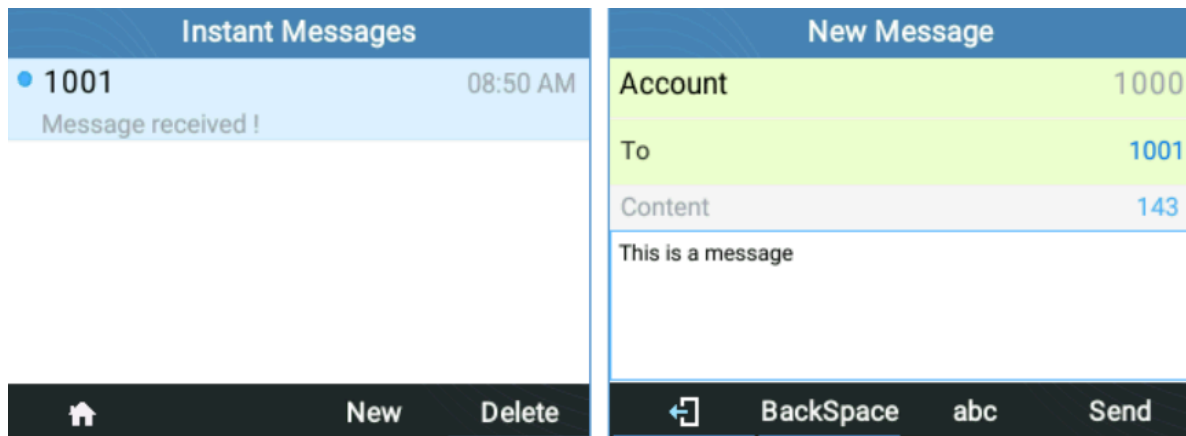 Instant Messages
1001 08:50 AM
Message received !
New Delete
New Message
Account 1000
To 1001
Content 143
This is a message
BackSpace abc Send